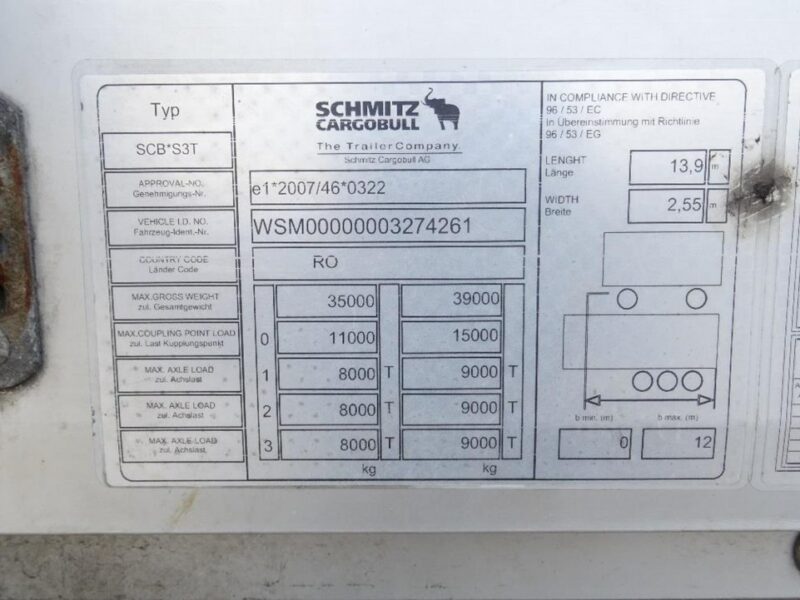 Typ
SCB*S3T
APPROVAL-NO.
Genehmigungs-Nr.
VEHICLE I.D. NO.
Fahrzeug-Ident.-Nr.
COUNTRY CODE
Länder Code
MAX.GROSS WEIGHT
zul. Gesamtgewicht
MAX.COUPLING POINT LOAD
zul. Last Kupplungspunkt
MAX. AXLE LOAD
zul. Achslast
MAX. AXLE LOAD
zul. Achslast
MAX. AXLE LOAD
zul. Achslast
SCHMITZ
CARGOBULL
The Trailer Company.
Schmitz Cargobull AG
e1*2007/46*0322
WSM00000003274261
RO
35000 39000
0 11000 15000
1 8000 T 9000 T
2 8000 T 9000 T
3 8000 T 9000 T
kg kg
IN COMPLIANCE WITH DIRECTIVE
96 / 53 / EC
In Übereinstimmung mit Richtlinie
96 / 53 / EG
LENGHT
Länge
13,9 m
WIDTH
Breite
2,55 m
b min. (m) b max. (m)
0 12